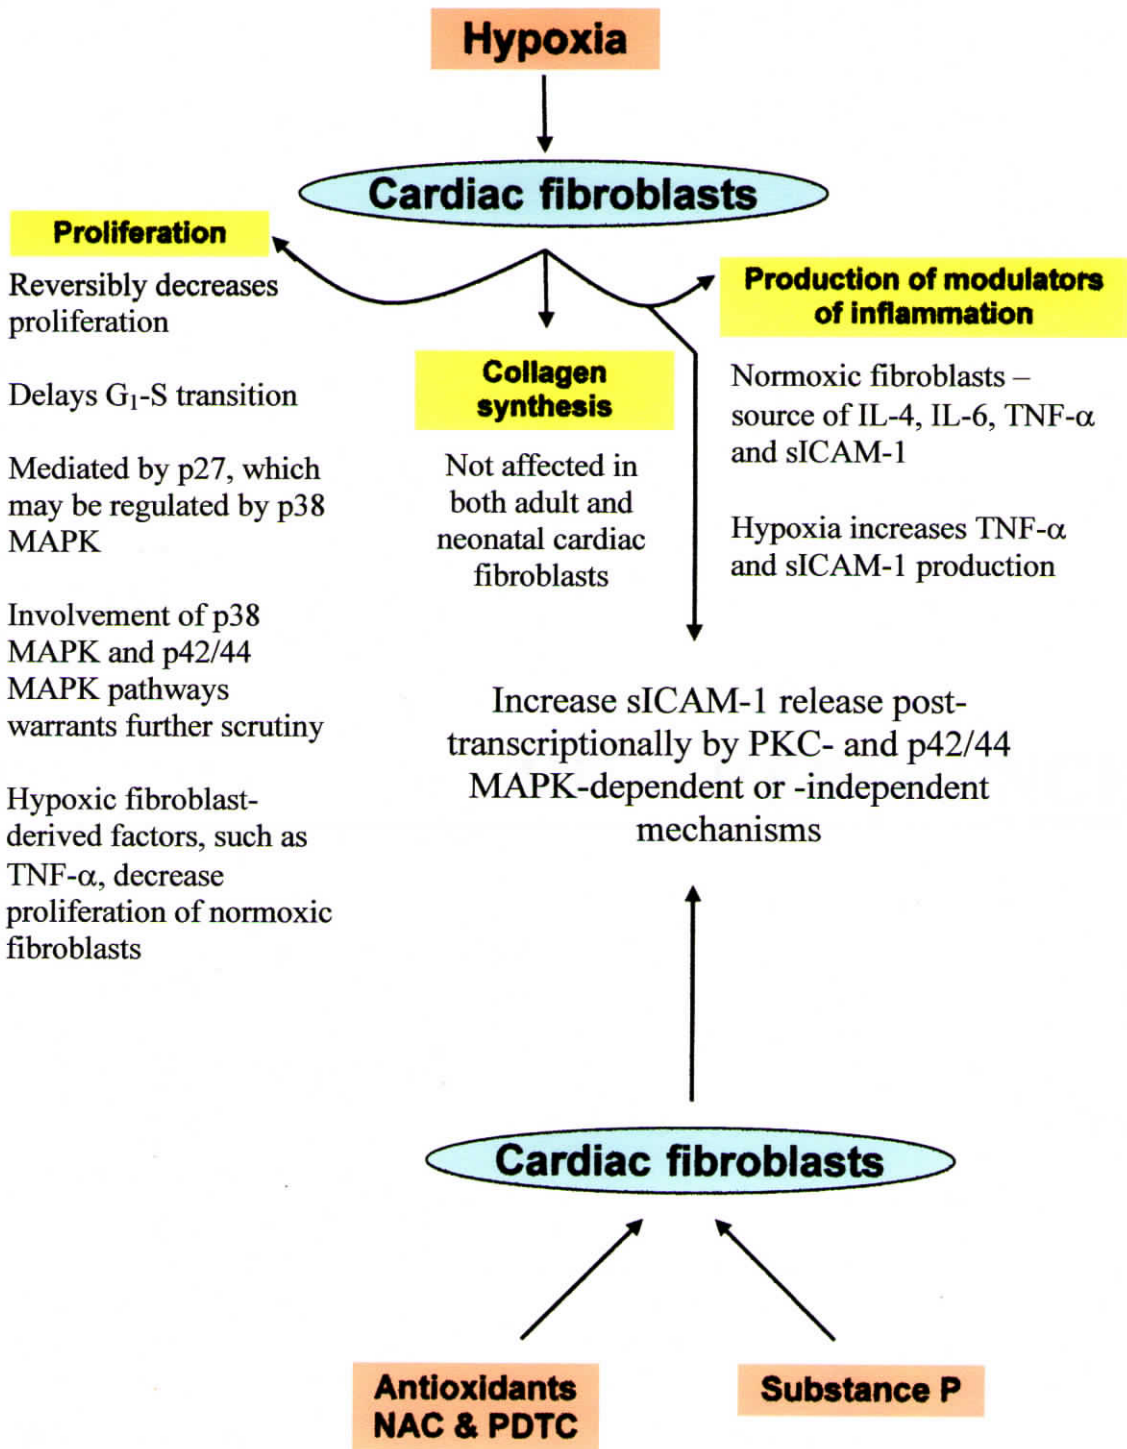 Hypoxia
Cardiac fibroblasts
Proliferation
Reversibly decreases
proliferation
Delays G₁-S transition
Mediated by p27, which
may be regulated by p38
MAPK
Involvement of p38
MAPK and p42/44
MAPK pathways
warrants further scrutiny
Hypoxic fibroblast-
derived factors, such as
TNF-α, decrease
proliferation of normoxic
fibroblasts
Collagen
synthesis
Not affected in
both adult and
neonatal cardiac
fibroblasts
Production of modulators
of inflammation
Normoxic fibroblasts –
source of IL-4, IL-6, TNF-α
and sICAM-1
Hypoxia increases TNF-α
and sICAM-1 production
Increase sICAM-1 release post-
transcriptionally by PKC- and p42/44
MAPK-dependent or -independent
mechanisms
Cardiac fibroblasts
Antioxidants
NAC & PDTC
Substance P